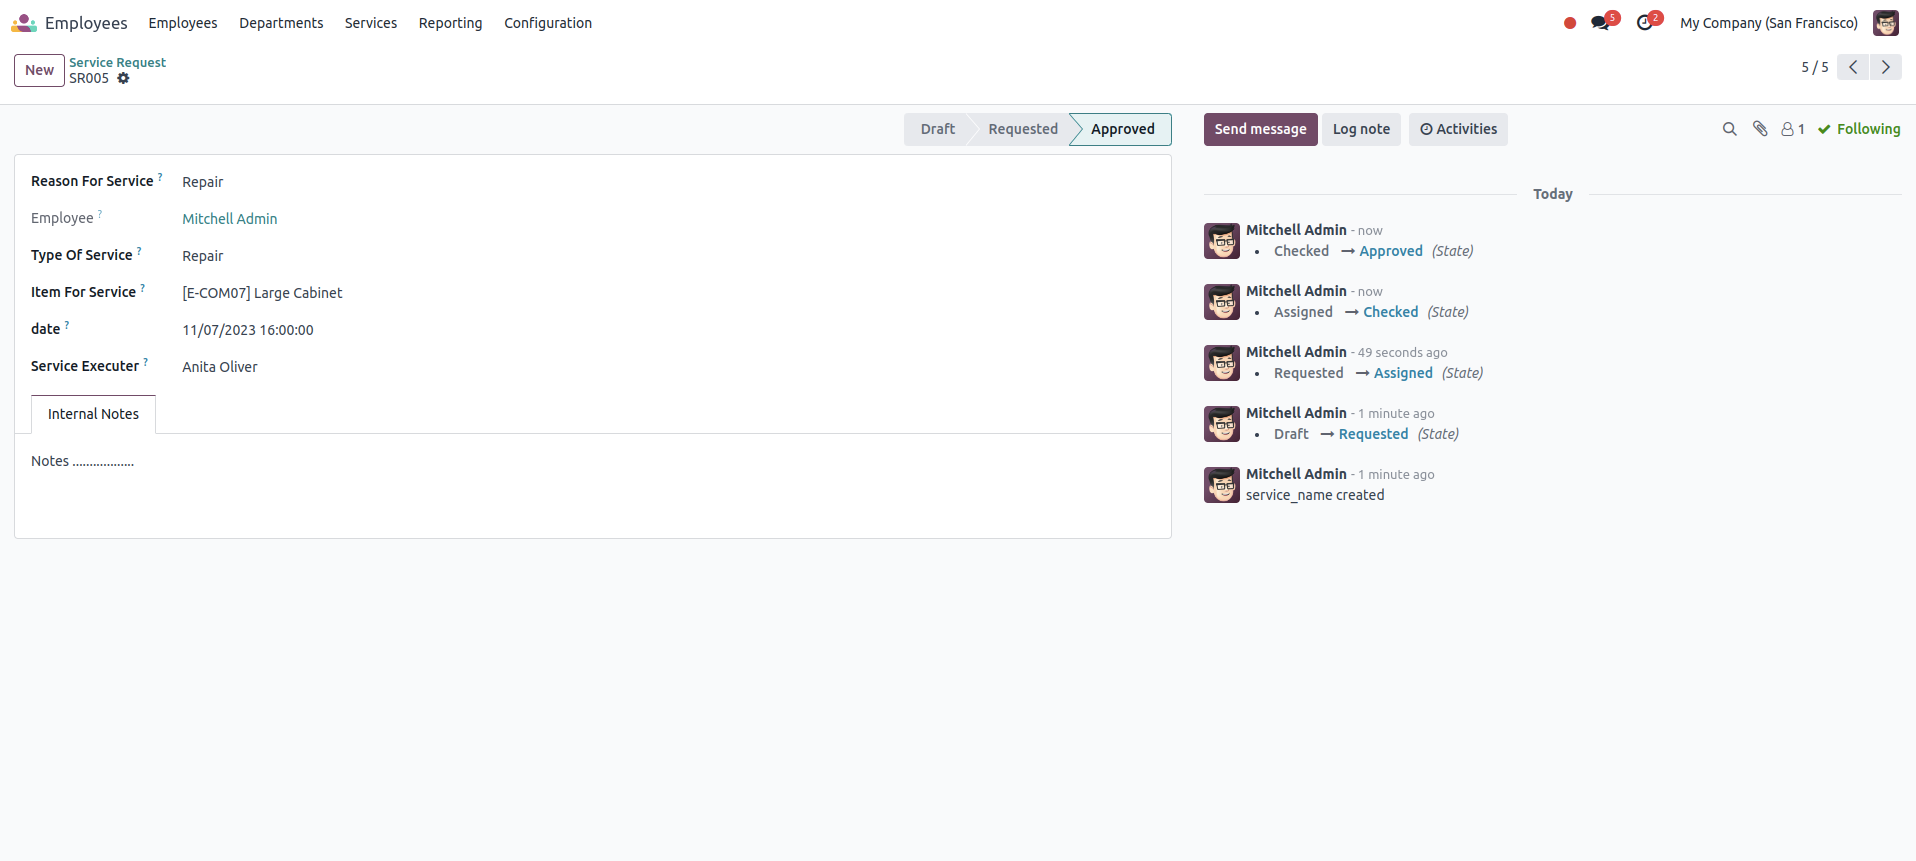 Employees Employees Departments Services Reporting Configuration 5 2 My Company (San Francisco)
New Service Request
SR005
5 / 5
Draft Requested Approved
Send message Log note Activities 1 Following
Reason For Service ? Repair
Employee ? Mitchell Admin
Type Of Service ? Repair
Item For Service ? [E-COM07] Large Cabinet
date ? 11/07/2023 16:00:00
Service Executer ? Anita Oliver
Internal Notes
Notes ..................
Today
Mitchell Admin - now
• Checked → Approved (State)
Mitchell Admin - now
• Assigned → Checked (State)
Mitchell Admin - 49 seconds ago
• Requested → Assigned (State)
Mitchell Admin - 1 minute ago
• Draft → Requested (State)
Mitchell Admin - 1 minute ago
service_name created